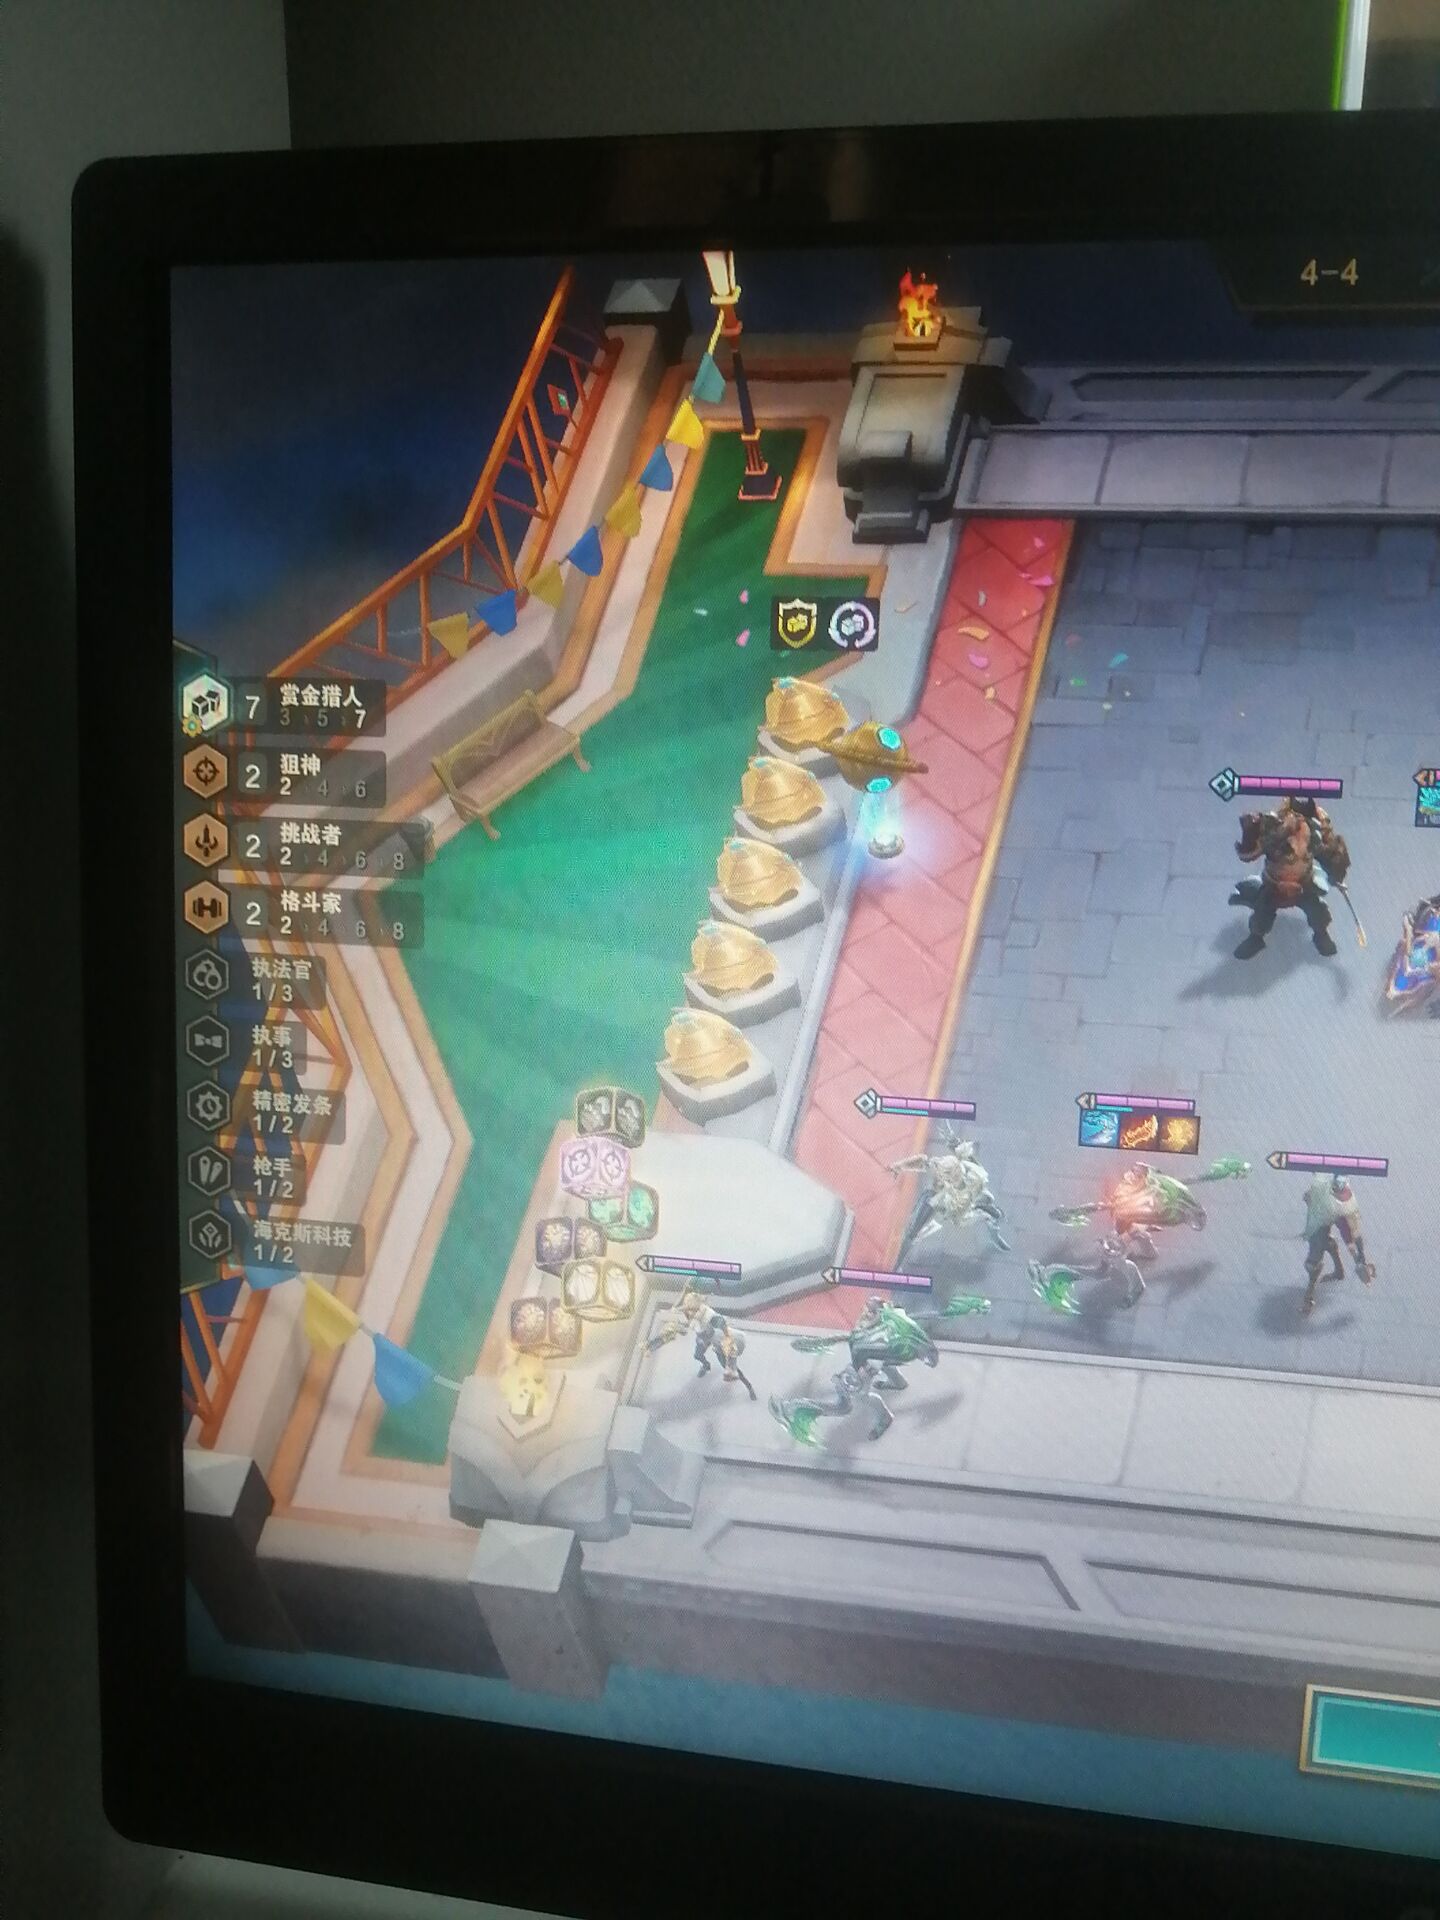 4-4
7 赏金猎人
3 › 5 › 7
2 狙神
2 › 4 › 6
2 挑战者
2 › 4 › 6 › 8
2 格斗家
2 › 4 › 6 › 8
执法官
1 / 3
执事
1 / 3
精密发条
1 / 2
枪手
1 / 2
海克斯科技
1 / 2